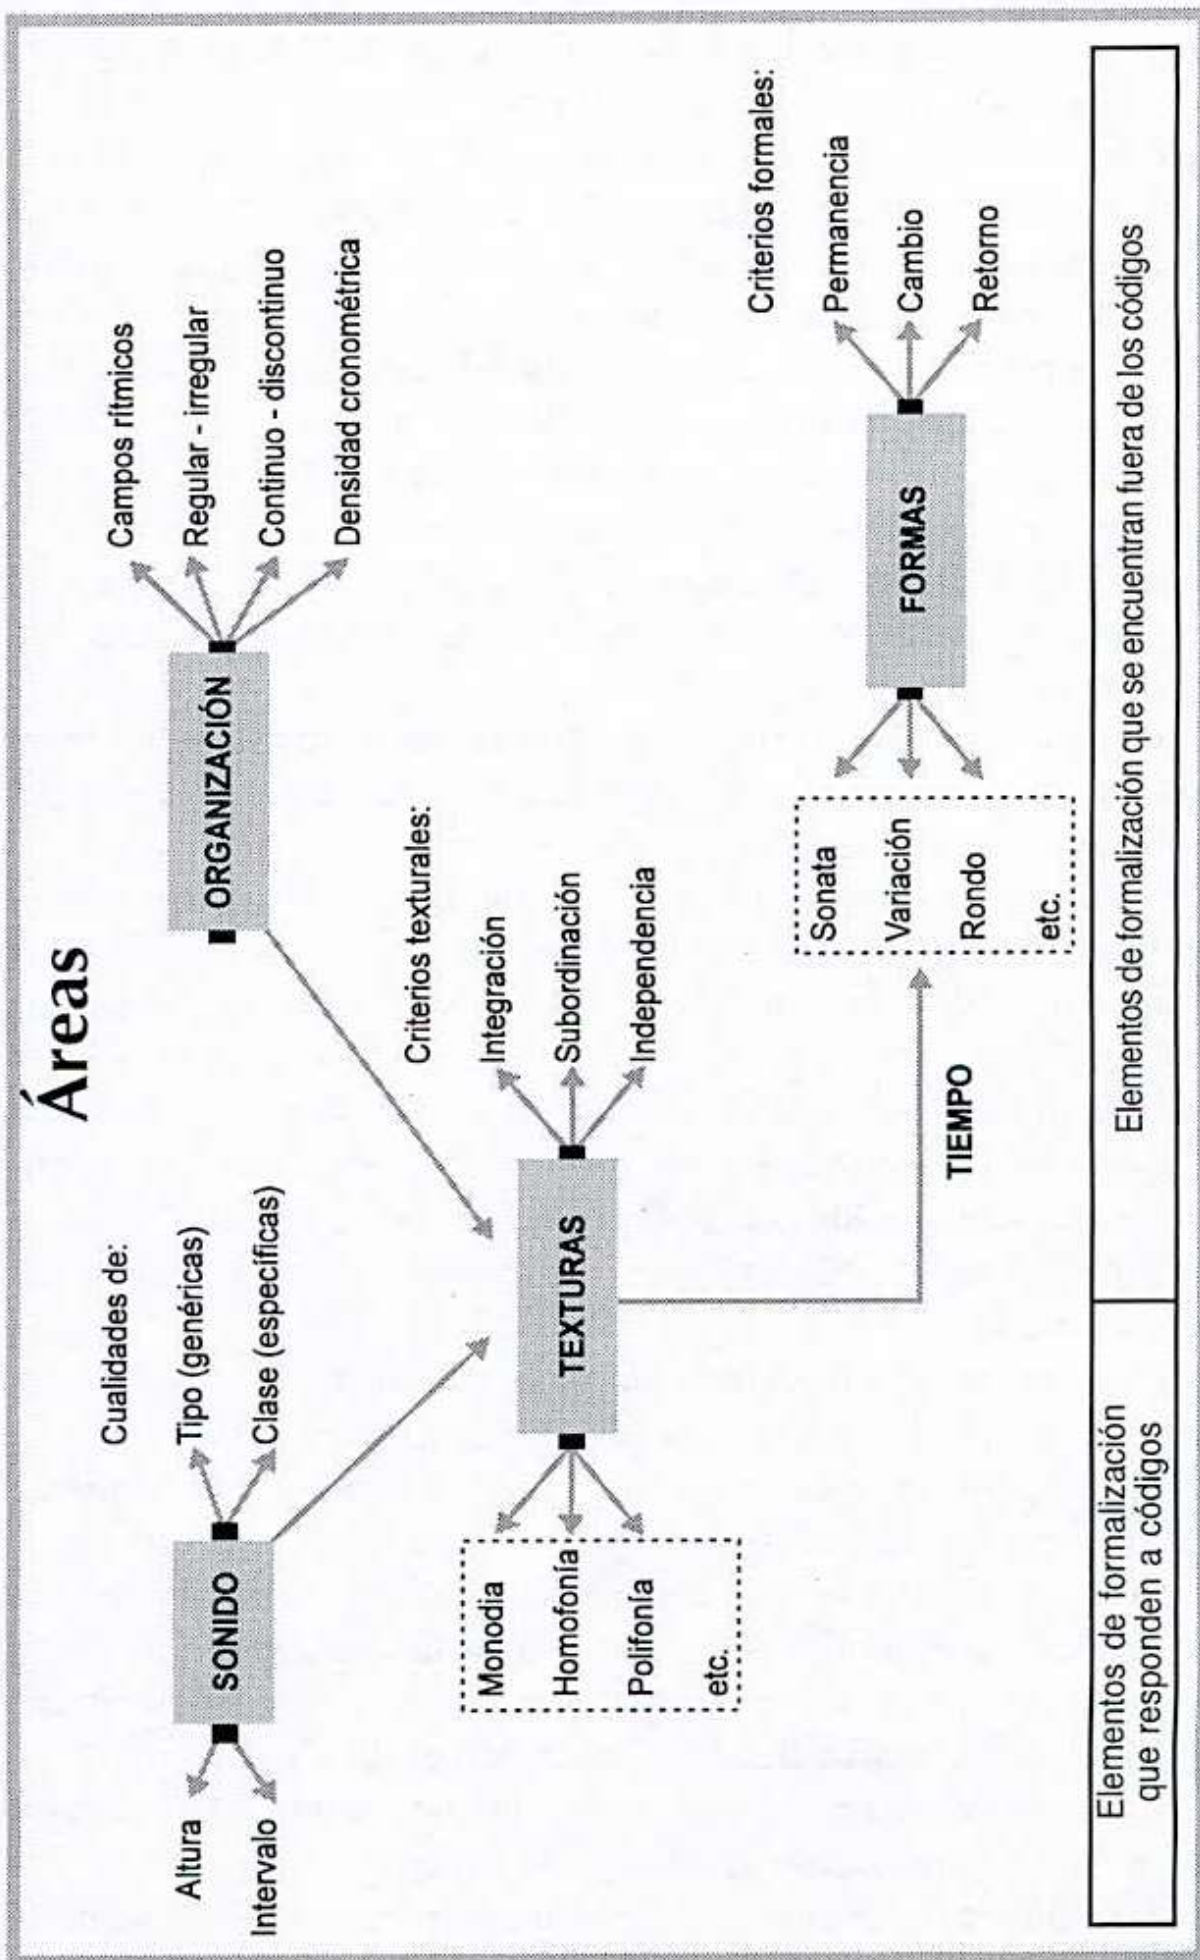 Áreas
Cualidades de:
Altura
Intervalo
SONIDO
Tipo (genéricas)
Clase (específicas)
ORGANIZACIÓN
Campos rítmicos
Regular - irregular
Continuo - discontinuo
Densidad cronométrica
Criterios texturales:
Monodia
Homofonía
Polifonía
etc.
TEXTURAS
Integración
Subordinación
Independencia
TIEMPO
Criterios formales:
Sonata
Variación
Rondo
etc.
FORMAS
Permanencia
Cambio
Retorno
Elementos de formalización
que responden a códigos
Elementos de formalización que se encuentran fuera de los códigos